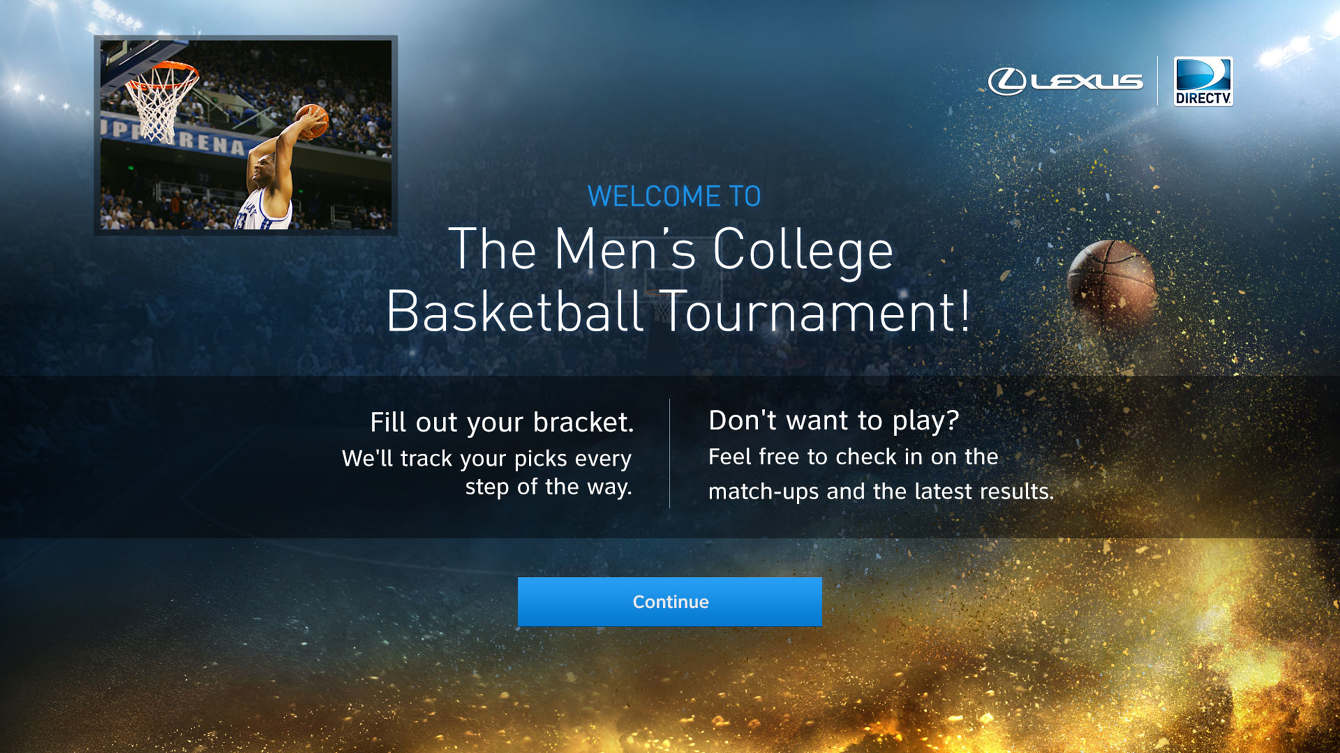 UPP ARENA
LEXUS
DIRECTV
WELCOME TO
The Men's College
Basketball Tournament!
Fill out your bracket.
We'll track your picks every
step of the way.
Don't want to play?
Feel free to check in on the
match-ups and the latest results.
Continue